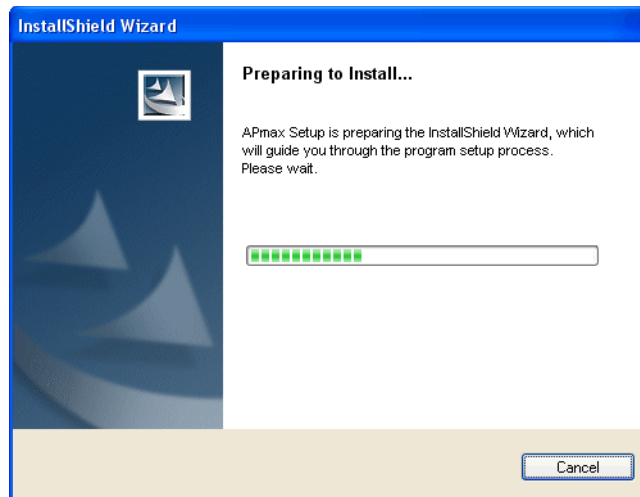 InstallShield Wizard
Preparing to Install...
APmax Setup is preparing the InstallShield Wizard, which
will guide you through the program setup process.
Please wait.
Cancel